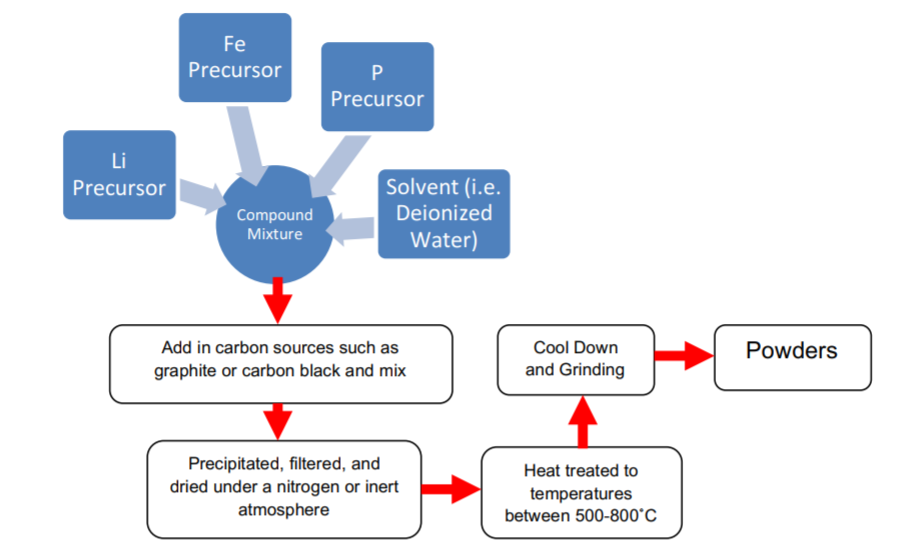 Fe
Precursor
P
Precursor
Li
Precursor
Solvent (i.e.
Deionized
Water)
Compound
Mixture
Add in carbon sources such as
graphite or carbon black and mix
Precipitated, filtered, and
dried under a nitrogen or inert
atmosphere
Heat treated to
temperatures
between 500-800˚C
Cool Down
and Grinding
Powders